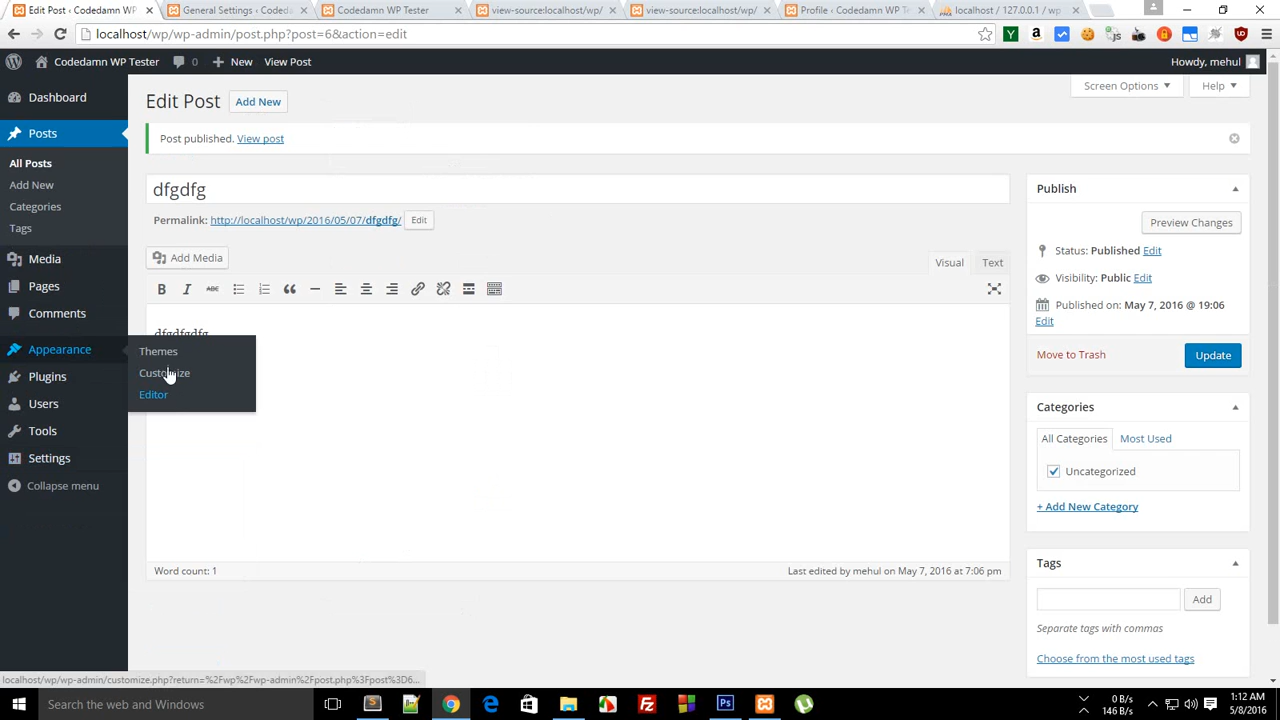 Edit Post ‹ Codedamn WP
General Settings ‹ Codedam
Codedamn WP Tester
view-source:localhost/wp/
view-source:localhost/wp/
Profile ‹ Codedamn WP Te
localhost / 127.0.0.1 / wp
localhost/wp/wp-admin/post.php?post=6&action=edit
Codedamn WP Tester
0
New
View Post
Howdy, mehul
Dashboard
Posts
All Posts
Add New
Categories
Tags
Media
Pages
Comments
Appearance
Plugins
Users
Tools
Settings
Collapse menu
Themes
Customize
Editor
Screen Options
Help
Edit Post
Add New
Post published. View post
dfgdfg
Permalink: http://localhost/wp/2016/05/07/dfgdfg/
Edit
Add Media
Visual
Text
B
I
ABC
dfgdfgdfg
Word count: 1
Last edited by mehul on May 7, 2016 at 7:06 pm
Publish
Preview Changes
Status: Published Edit
Visibility: Public Edit
Published on: May 7, 2016 @ 19:06
Edit
Move to Trash
Update
Categories
All Categories
Most Used
Uncategorized
+ Add New Category
Tags
Add
Separate tags with commas
Choose from the most used tags
localhost/wp/wp-admin/customize.php?return=%2Fwp%2Fwp-admin%2Fpost.php%3Fpost%3D6...
Search the web and Windows
0 B/s
146 B/s
1:12 AM
5/8/2016